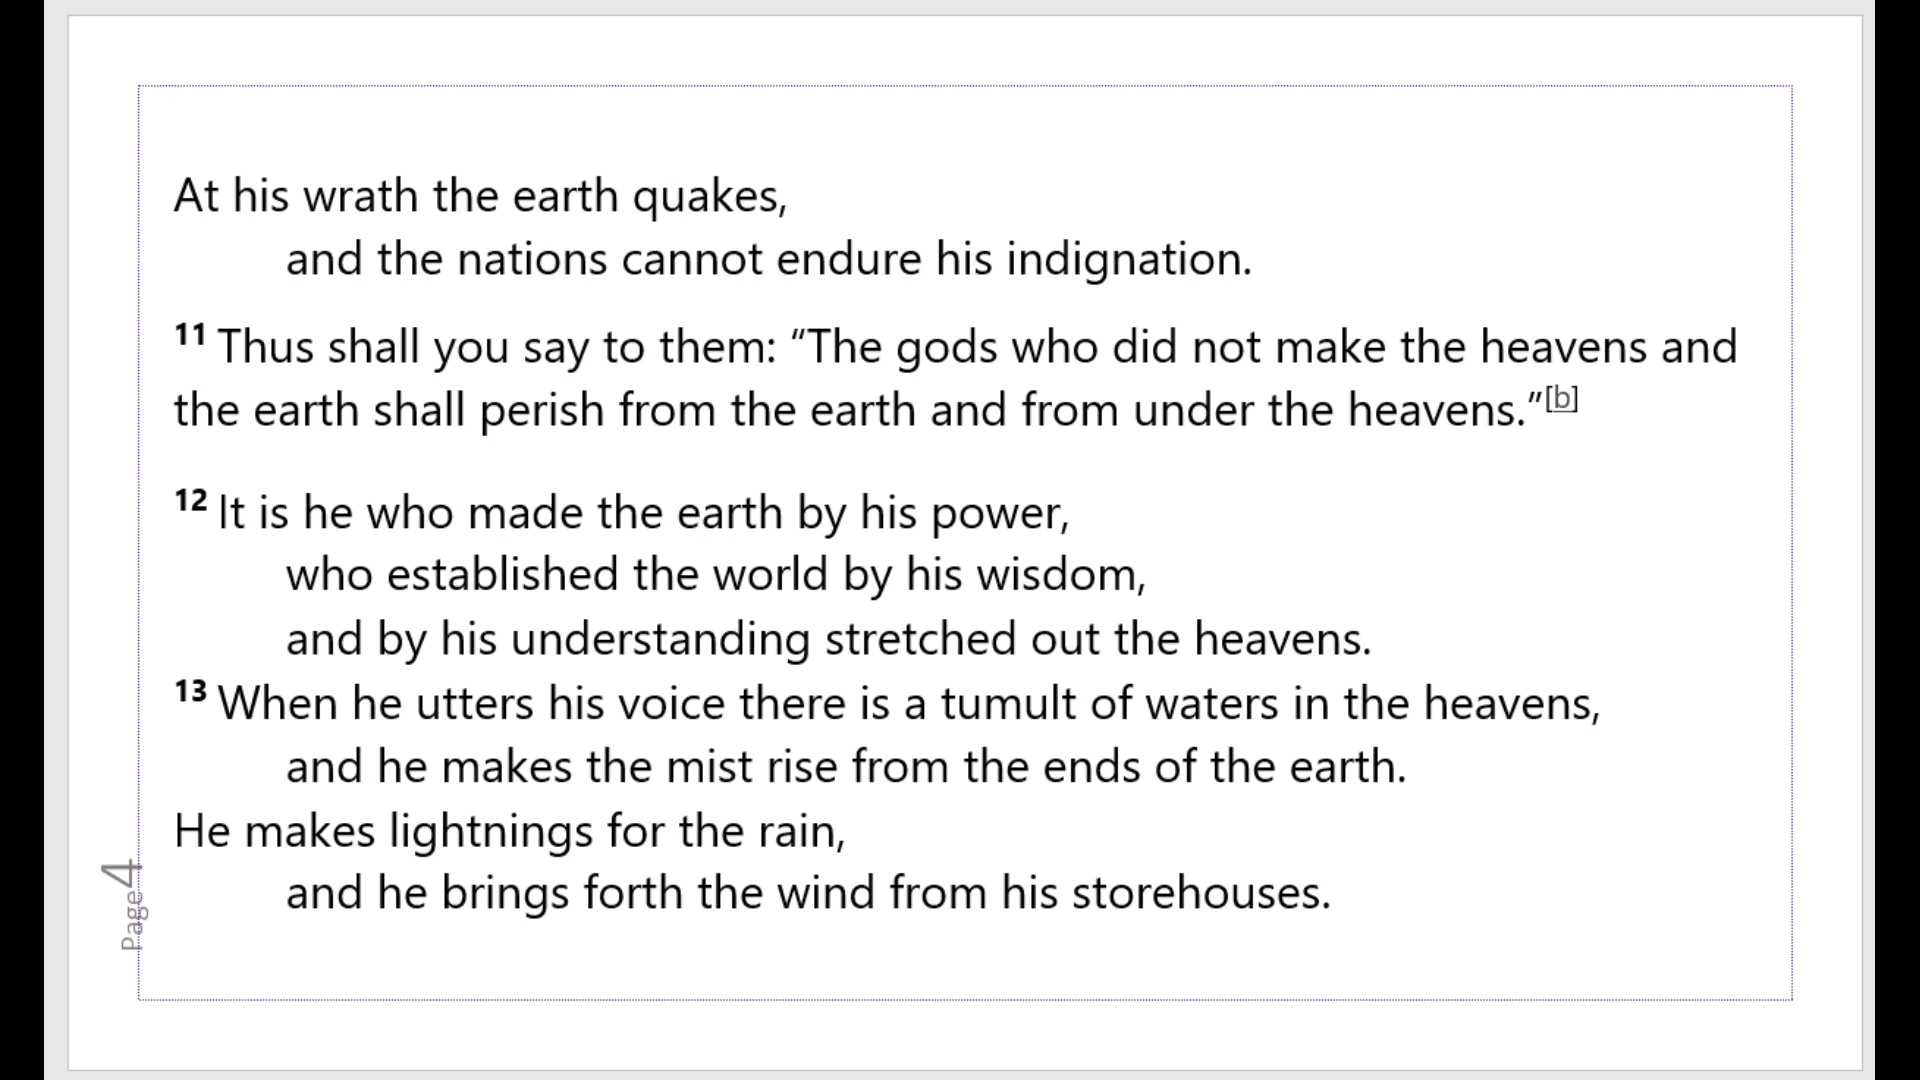 At his wrath the earth quakes,
and the nations cannot endure his indignation.
11 Thus shall you say to them: “The gods who did not make the heavens and
the earth shall perish from the earth and from under the heavens.”[b]
12 It is he who made the earth by his power,
who established the world by his wisdom,
and by his understanding stretched out the heavens.
13 When he utters his voice there is a tumult of waters in the heavens,
and he makes the mist rise from the ends of the earth.
He makes lightnings for the rain,
and he brings forth the wind from his storehouses.
Page 4